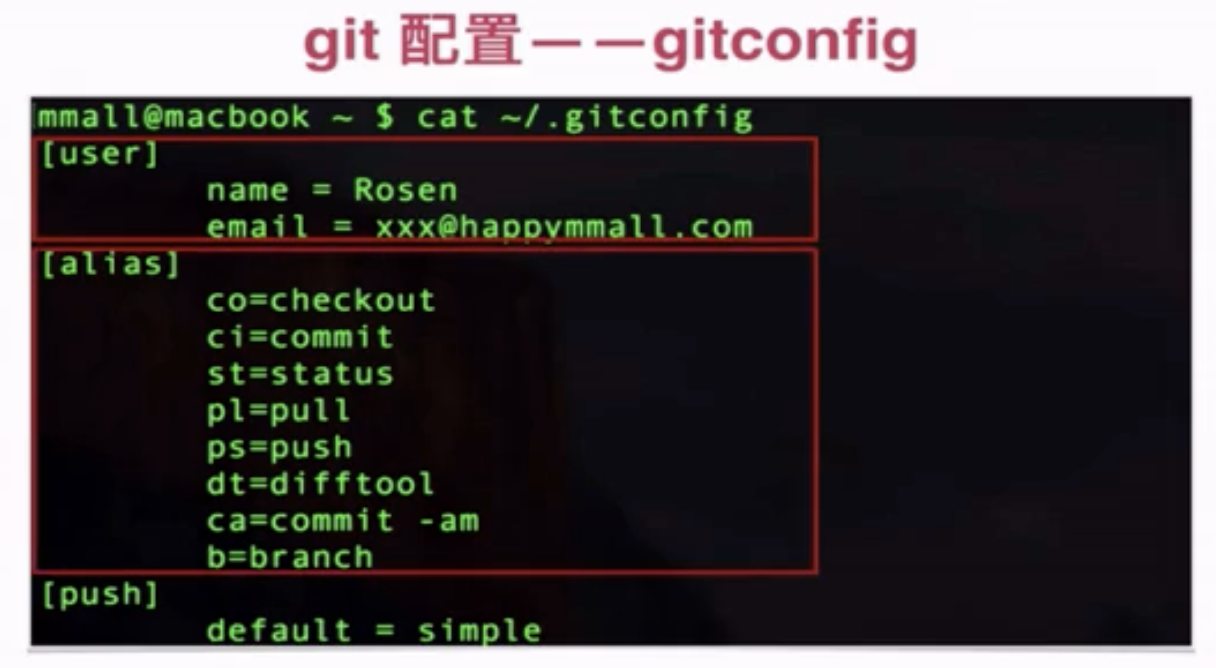 git 配置——gitconfig
mmall@macbook ~ $ cat ~/.gitconfig
[user]
name = Rosen
email = xxx@happymmall.com
[alias]
co=checkout
ci=commit
st=status
pl=pull
ps=push
dt=difftool
ca=commit -am
b=branch
[push]
default = simple